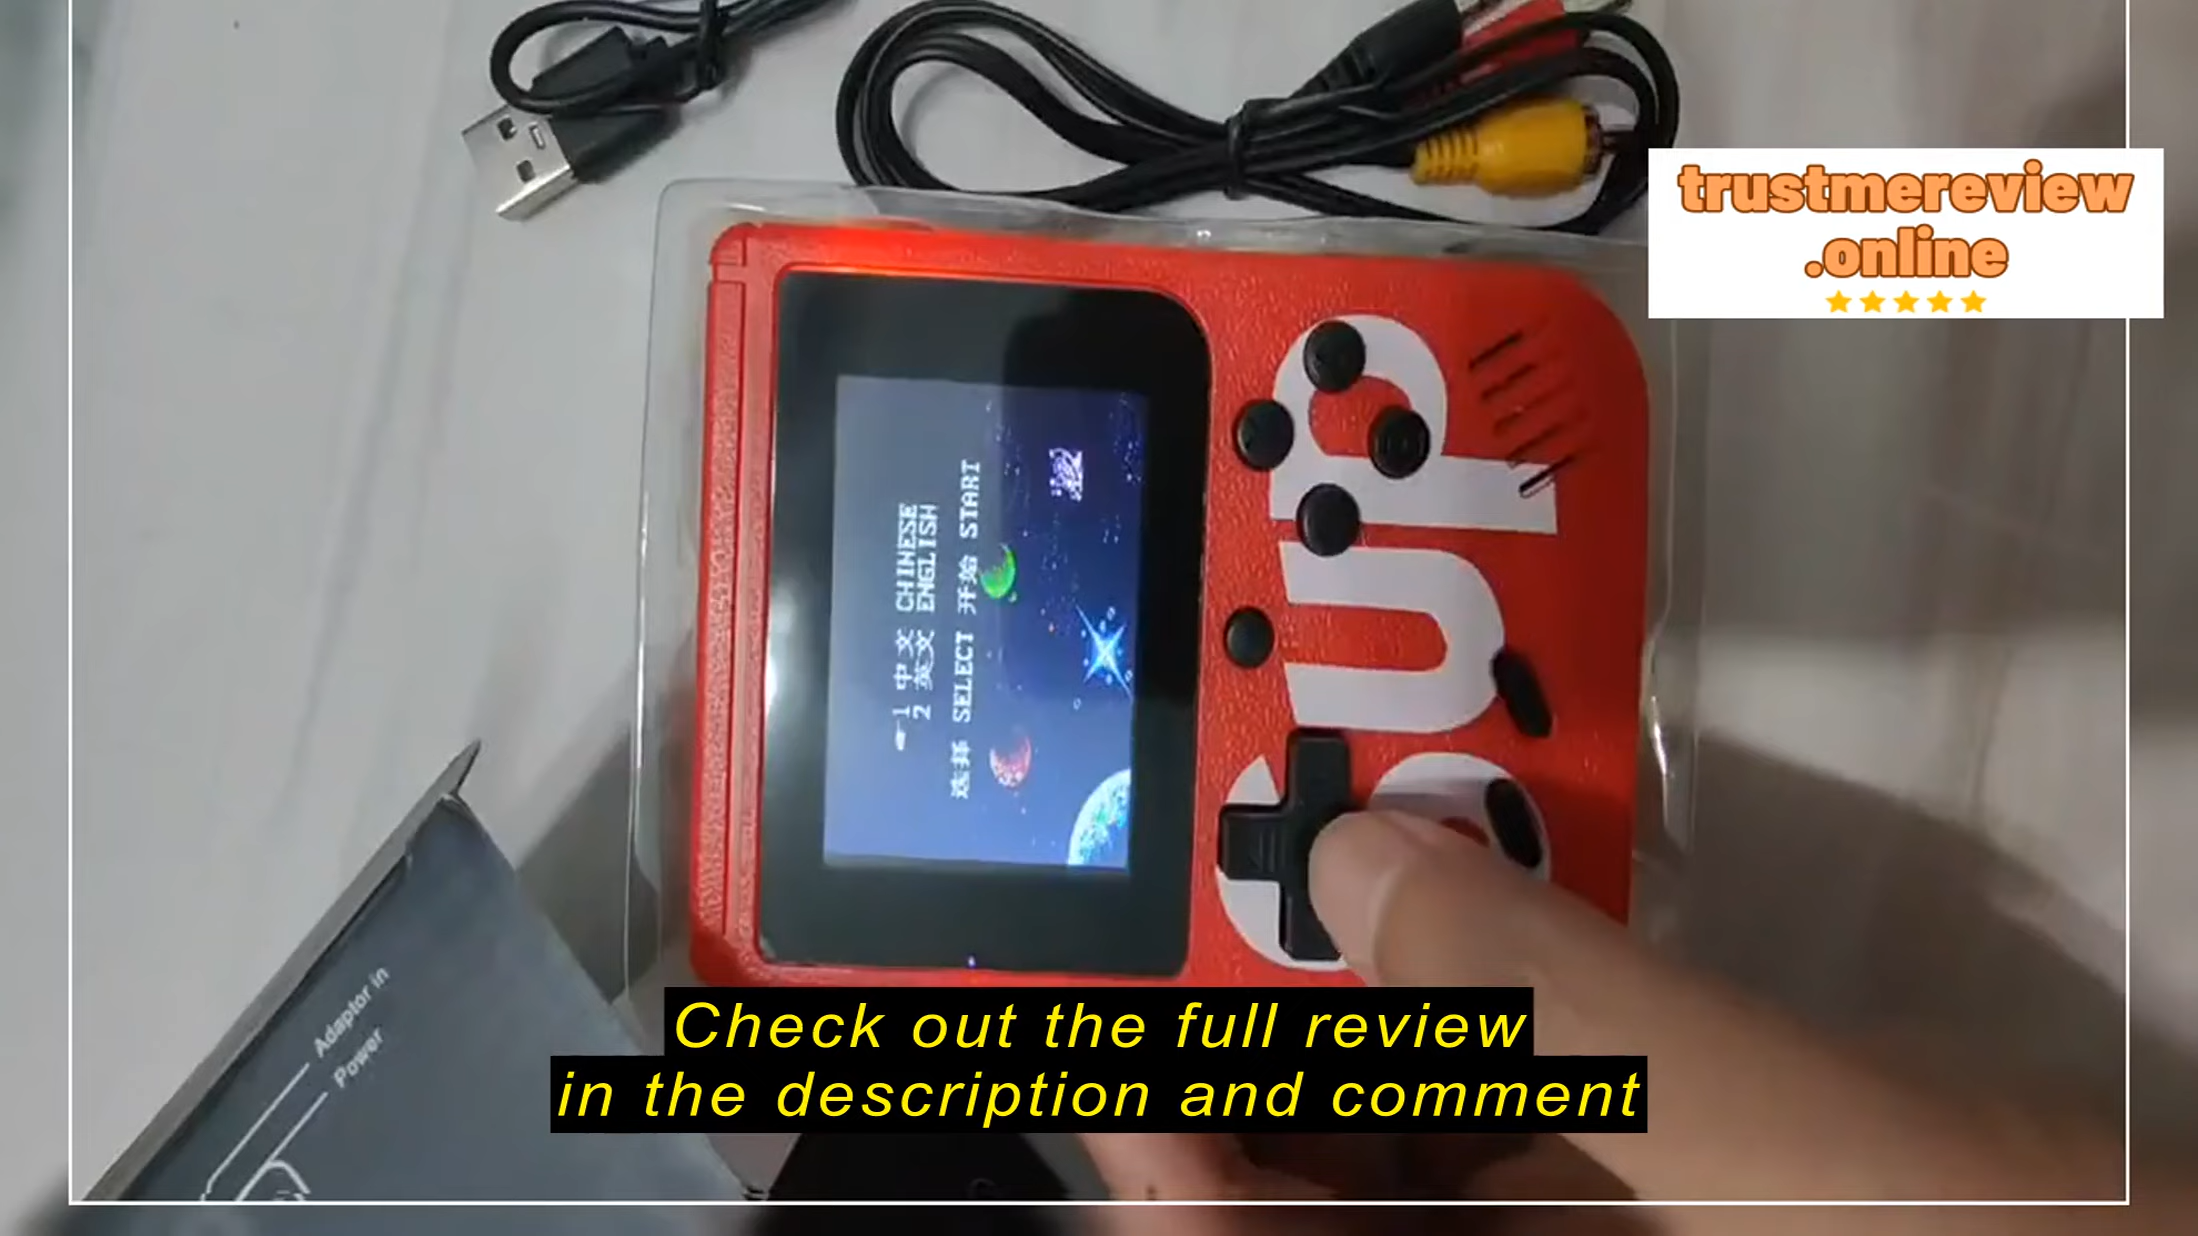 trustmereview
.online
1 中文 CHINESE
2 英文 ENGLISH
选择 SELECT 开始 START
sup
Adaptor in
Power
Check out the full review
in the description and comment